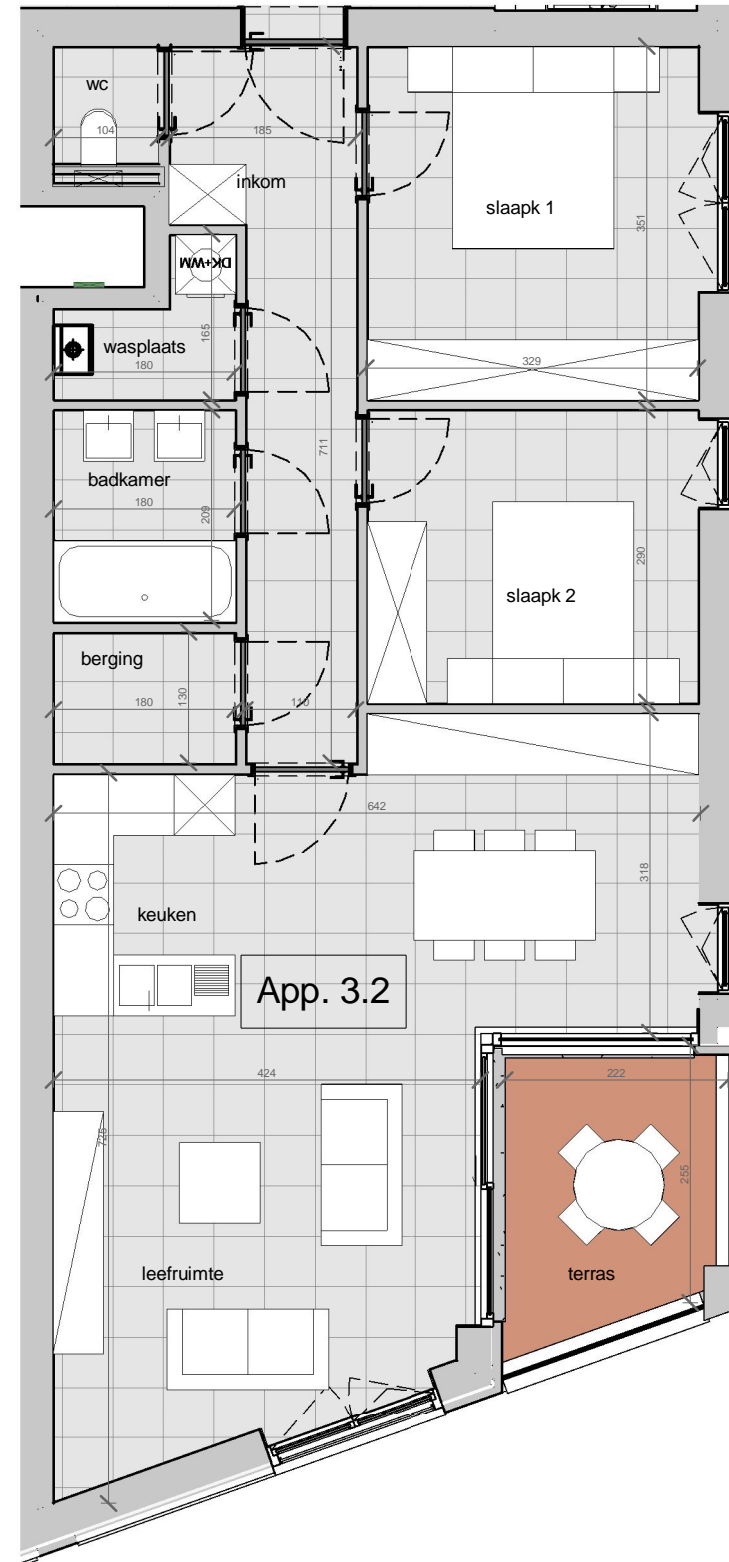 wc
104
185
inkom
slaapk 1
351
DK+WM
wasplaats
165
180
329
711
badkamer
180
209
290
slaapk 2
berging
180
130
110
642
318
keuken
App. 3.2
424
222
725
255
leefruimte
terras